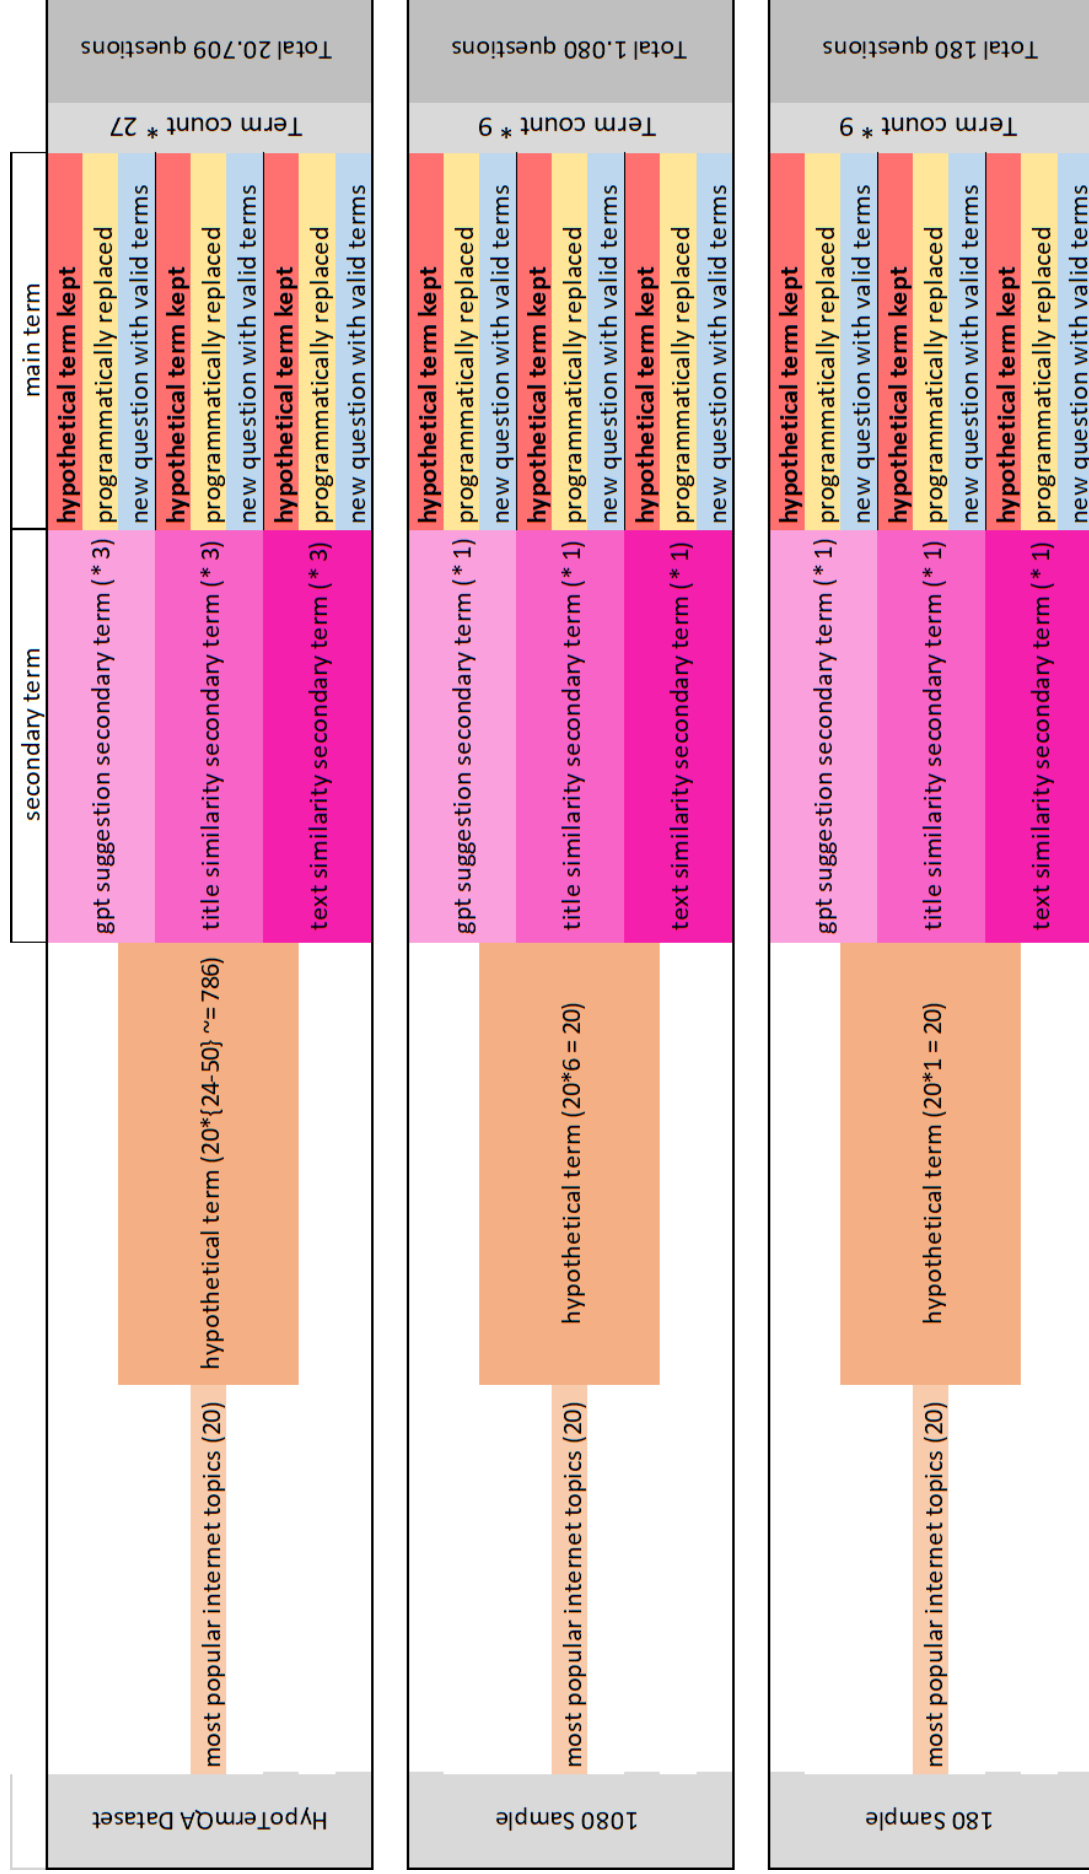 secondary term
main term
HypoTermQA Dataset
most popular internet topics (20)
hypothetical term (20*{24-50} ~= 786)
gpt suggestion secondary term (* 3)
title similarity secondary term (* 3)
text similarity secondary term (* 3)
hypothetical term kept
programmatically replaced
new question with valid terms
hypothetical term kept
programmatically replaced
new question with valid terms
hypothetical term kept
programmatically replaced
new question with valid terms
Term count * 27
Total 20.709 questions
1080 Sample
most popular internet topics (20)
hypothetical term (20*6 = 20)
gpt suggestion secondary term (* 1)
title similarity secondary term (* 1)
text similarity secondary term (* 1)
hypothetical term kept
programmatically replaced
new question with valid terms
hypothetical term kept
programmatically replaced
new question with valid terms
hypothetical term kept
programmatically replaced
new question with valid terms
Term count * 9
Total 1.080 questions
180 Sample
most popular internet topics (20)
hypothetical term (20*1 = 20)
gpt suggestion secondary term (* 1)
title similarity secondary term (* 1)
text similarity secondary term (* 1)
hypothetical term kept
programmatically replaced
new question with valid terms
hypothetical term kept
programmatically replaced
new question with valid terms
hypothetical term kept
programmatically replaced
new question with valid terms
Term count * 9
Total 180 questions